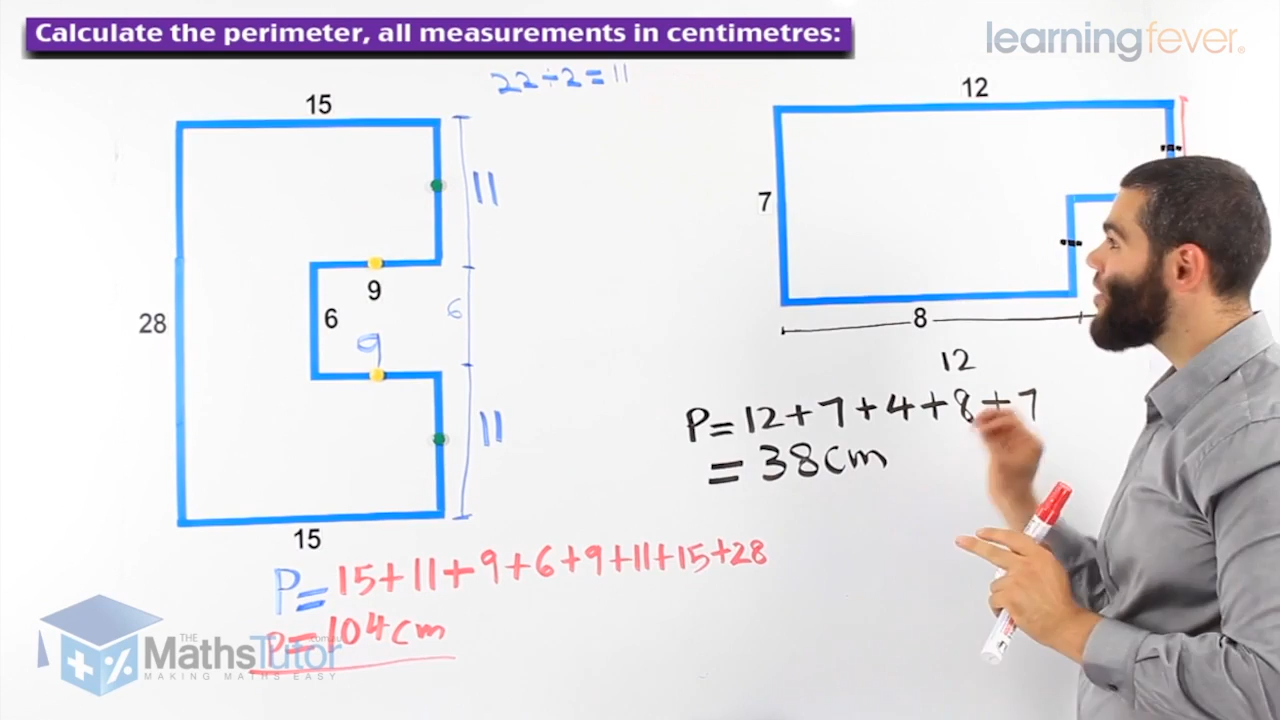 Calculate the perimeter, all measurements in centimetres:
learningfever.
22÷2=11
15
11
9
6
9
6
28
11
15
P=15+11+9+6+9+11+15+28
P=104cm
12
7
8
12
P=12+7+4+8+7
=38cm
THE
MathsTutor
.com.au
MAKING MATHS EASY